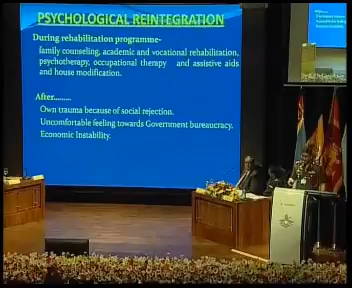 PSYCHOLOGICAL REINTEGRATION
During rehabilitation programme-
family counseling, academic and vocational rehabilitation,
psychotherapy, occupational therapy and assistive aids
and house modification.
After........
Own trauma because of social rejection.
Uncomfortable feeling towards Government bureaucracy.
Economic Instability.